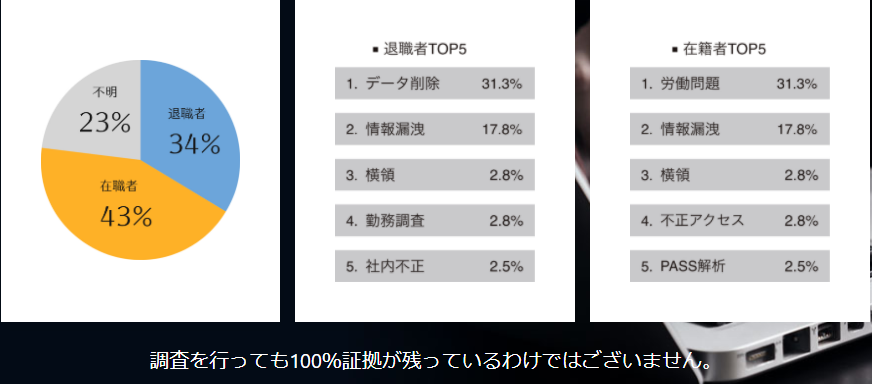 不明
23%
退職者
34%
在職者
43%
▪ 退職者TOP5
1. データ削除 31.3%
2. 情報漏洩 17.8%
3. 横領 2.8%
4. 勤務調査 2.8%
5. 社内不正 2.5%
▪ 在籍者TOP5
1. 労働問題 31.3%
2. 情報漏洩 17.8%
3. 横領 2.8%
4. 不正アクセス 2.8%
5. PASS解析 2.5%
調査を行っても100%証拠が残っているわけではございません。